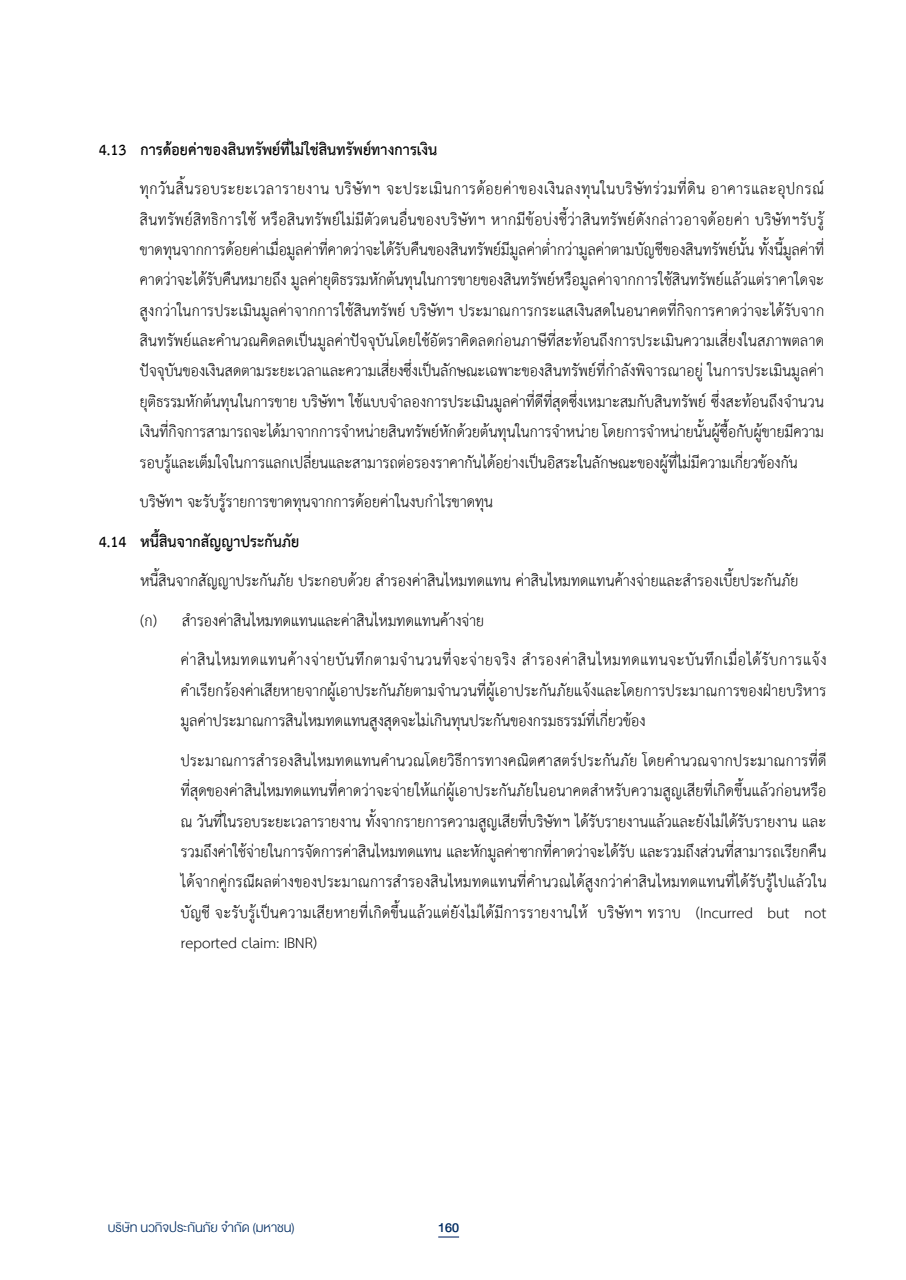 4.13 การด้อยค่าของสินทรัพย์ที่ไม่ใช่สินทรัพย์ทางการเงิน
ทุกวันสิ้นรอบระยะเวลารายงาน บริษัทฯ จะประเมินการด้อยค่าของเงินลงทุนในบริษัทร่วมที่ดิน อาคารและอุปกรณ์
สินทรัพย์สิทธิการใช้ หรือสินทรัพย์ไม่มีตัวตนอื่นของบริษัทฯ หากมีข้อบ่งชี้ว่าสินทรัพย์ดังกล่าวอาจด้อยค่า บริษัทฯรับรู้
ขาดทุนจากการด้อยค่าเมื่อมูลค่าที่คาดว่าจะได้รับคืนของสินทรัพย์มีมูลค่าต่ำกว่ามูลค่าตามบัญชีของสินทรัพย์นั้น ทั้งนี้มูลค่าที่
คาดว่าจะได้รับคืนหมายถึง มูลค่ายุติธรรมหักต้นทุนในการขายของสินทรัพย์หรือมูลค่าจากการใช้สินทรัพย์แล้วแต่ราคาใดจะ
สูงกว่าในการประเมินมูลค่าจากการใช้สินทรัพย์ บริษัทฯ ประมาณการกระแสเงินสดในอนาคตที่กิจการคาดว่าจะได้รับจาก
สินทรัพย์และคำนวณคิดลดเป็นมูลค่าปัจจุบันโดยใช้อัตราคิดลดก่อนภาษีที่สะท้อนถึงการประเมินความเสี่ยงในสภาพตลาด
ปัจจุบันของเงินสดตามระยะเวลาและความเสี่ยงซึ่งเป็นลักษณะเฉพาะของสินทรัพย์ที่กำลังพิจารณาอยู่ ในการประเมินมูลค่า
ยุติธรรมหักต้นทุนในการขาย บริษัทฯ ใช้แบบจำลองการประเมินมูลค่าที่ดีที่สุดซึ่งเหมาะสมกับสินทรัพย์ ซึ่งสะท้อนถึงจำนวน
เงินที่กิจการสามารถจะได้มาจากการจำหน่ายสินทรัพย์หักด้วยต้นทุนในการจำหน่าย โดยการจำหน่ายนั้นผู้ซื้อกับผู้ขายมีความ
รอบรู้และเต็มใจในการแลกเปลี่ยนและสามารถต่อรองราคากันได้อย่างเป็นอิสระในลักษณะของผู้ที่ไม่มีความเกี่ยวข้องกัน
บริษัทฯ จะรับรู้รายการขาดทุนจากการด้อยค่าในงบกำไรขาดทุน
4.14 หนี้สินจากสัญญาประกันภัย
หนี้สินจากสัญญาประกันภัย ประกอบด้วย สำรองค่าสินไหมทดแทน ค่าสินไหมทดแทนค้างจ่ายและสำรองเบี้ยประกันภัย
(ก) สำรองค่าสินไหมทดแทนและค่าสินไหมทดแทนค้างจ่าย
ค่าสินไหมทดแทนค้างจ่ายบันทึกตามจำนวนที่จะจ่ายจริง สำรองค่าสินไหมทดแทนจะบันทึกเมื่อได้รับการแจ้ง
คำเรียกร้องค่าเสียหายจากผู้เอาประกันภัยตามจำนวนที่ผู้เอาประกันภัยแจ้งและโดยการประมาณการของฝ่ายบริหาร
มูลค่าประมาณการสินไหมทดแทนสูงสุดจะไม่เกินทุนประกันของกรมธรรม์ที่เกี่ยวข้อง
ประมาณการสำรองสินไหมทดแทนคำนวณโดยวิธีการทางคณิตศาสตร์ประกันภัย โดยคำนวณจากประมาณการที่ดี
ที่สุดของค่าสินไหมทดแทนที่คาดว่าจะจ่ายให้แก่ผู้เอาประกันภัยในอนาคตสำหรับความสูญเสียที่เกิดขึ้นแล้วก่อนหรือ
ณ วันที่ในรอบระยะเวลารายงาน ทั้งจากรายการความสูญเสียที่บริษัทฯ ได้รับรายงานแล้วและยังไม่ได้รับรายงาน และ
รวมถึงค่าใช้จ่ายในการจัดการค่าสินไหมทดแทน และหักมูลค่าซากที่คาดว่าจะได้รับ และรวมถึงส่วนที่สามารถเรียกคืน
ได้จากคู่กรณีผลต่างของประมาณการสำรองสินไหมทดแทนที่คำนวณได้สูงกว่าค่าสินไหมทดแทนที่ได้รับรู้ไปแล้วใน
บัญชี จะรับรู้เป็นความเสียหายที่เกิดขึ้นแล้วแต่ยังไม่ได้มีการรายงานให้ บริษัทฯ ทราบ (Incurred but not
reported claim: IBNR)
บริษัท นวกิจประกันภัย จำกัด (มหาชน) 160